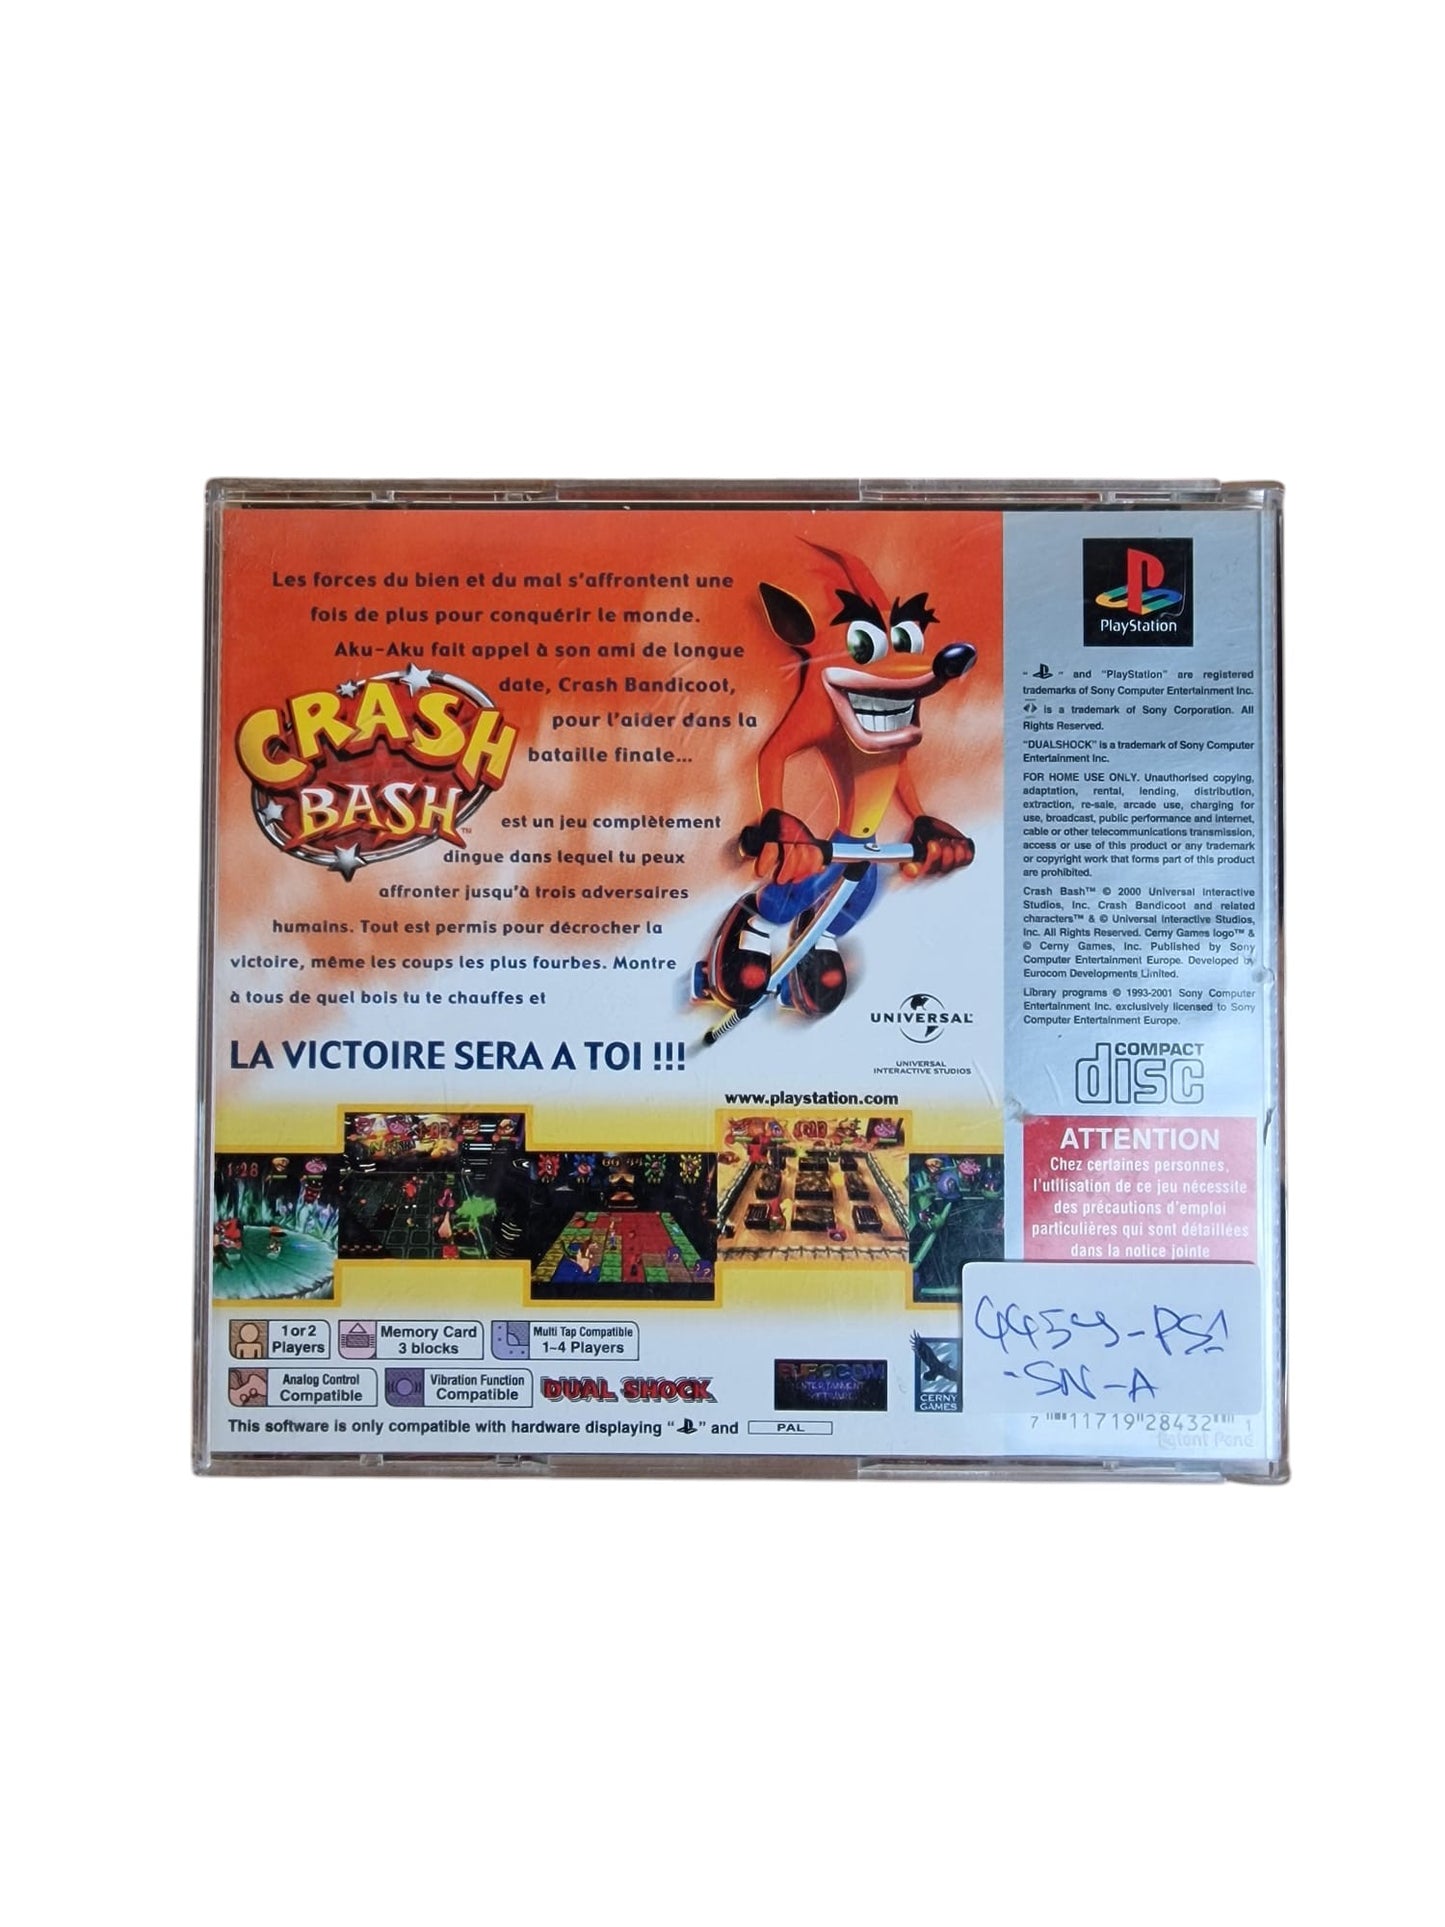 Les forces du bien et du mal s'affrontent une
fois de plus pour conquérir le monde.
Aku-Aku fait appel à son ami de longue
date, Crash Bandicoot,
pour l'aider dans la
bataille finale...
CRASH
BASH™
est un jeu complètement
dingue dans lequel tu peux
affronter jusqu'à trois adversaires
humains. Tout est permis pour décrocher la
victoire, même les coups les plus fourbes. Montre
à tous de quel bois tu te chauffes et
LA VICTOIRE SERA A TOI !!!
UNIVERSAL
UNIVERSAL
INTERACTIVE STUDIOS
www.playstation.com
1:28
1 or 2
Players
Memory Card
3 blocks
Multi Tap Compatible
1-4 Players
Analog Control
Compatible
Vibration Function
Compatible
DUAL SHOCK
EUROCOM
ENTERTAINMENT
SOFTWARE
CERNY
GAMES
This software is only compatible with hardware displaying " " and PAL
PlayStation
" " and "PlayStation" are registered
trademarks of Sony Computer Entertainment Inc.
is a trademark of Sony Corporation. All
Rights Reserved.
"DUALSHOCK" is a trademark of Sony Computer
Entertainment Inc.
FOR HOME USE ONLY. Unauthorised copying,
adaptation, rental, lending, distribution,
extraction, re-sale, arcade use, charging for
use, broadcast, public performance and internet,
cable or other telecommunications transmission,
access or use of this product or any trademark
or copyright work that forms part of this product
are prohibited.
Crash Bash™ © 2000 Universal Interactive
Studios, Inc. Crash Bandicoot and related
characters™ & © Universal Interactive Studios,
Inc. All Rights Reserved. Cerny Games logo™ &
© Cerny Games, Inc. Published by Sony
Computer Entertainment Europe. Developed by
Eurocom Developments Limited.
Library programs © 1993-2001 Sony Computer
Entertainment Inc. exclusively licensed to Sony
Computer Entertainment Europe.
COMPACT
disc
ATTENTION
Chez certaines personnes,
l'utilisation de ce jeu nécessite
des précautions d'emploi
particulières qui sont détaillées
dans la notice jointe
-PS1
-SN-A
7 11719 28432 1